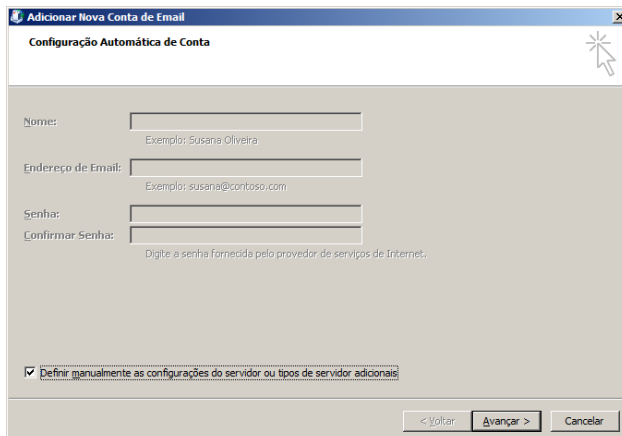 Adicionar Nova Conta de Email
Configuração Automática de Conta
Nome:
Exemplo: Susana Oliveira
Endereço de Email:
Exemplo: susana@contoso.com
Senha:
Confirmar Senha:
Digite a senha fornecida pelo provedor de serviços de Internet.
Definir manualmente as configurações do servidor ou tipos de servidor adicionais
< Voltar Avançar > Cancelar